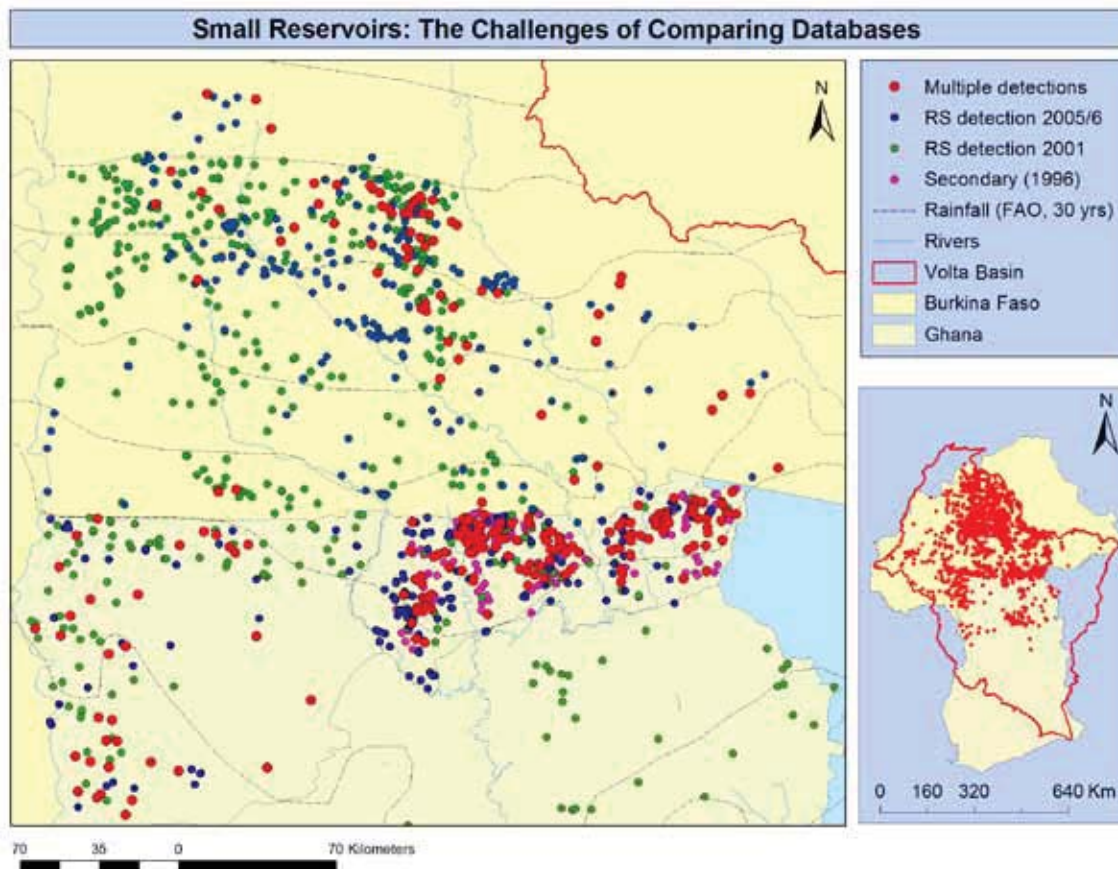 Small Reservoirs: The Challenges of Comparing Databases
N
Multiple detections
RS detection 2005/6
RS detection 2001
Secondary (1996)
Rainfall (FAO, 30 yrs)
Rivers
Volta Basin
Burkina Faso
Ghana
N
0 160 320 640 Km
70 35 0 70 Kilometers